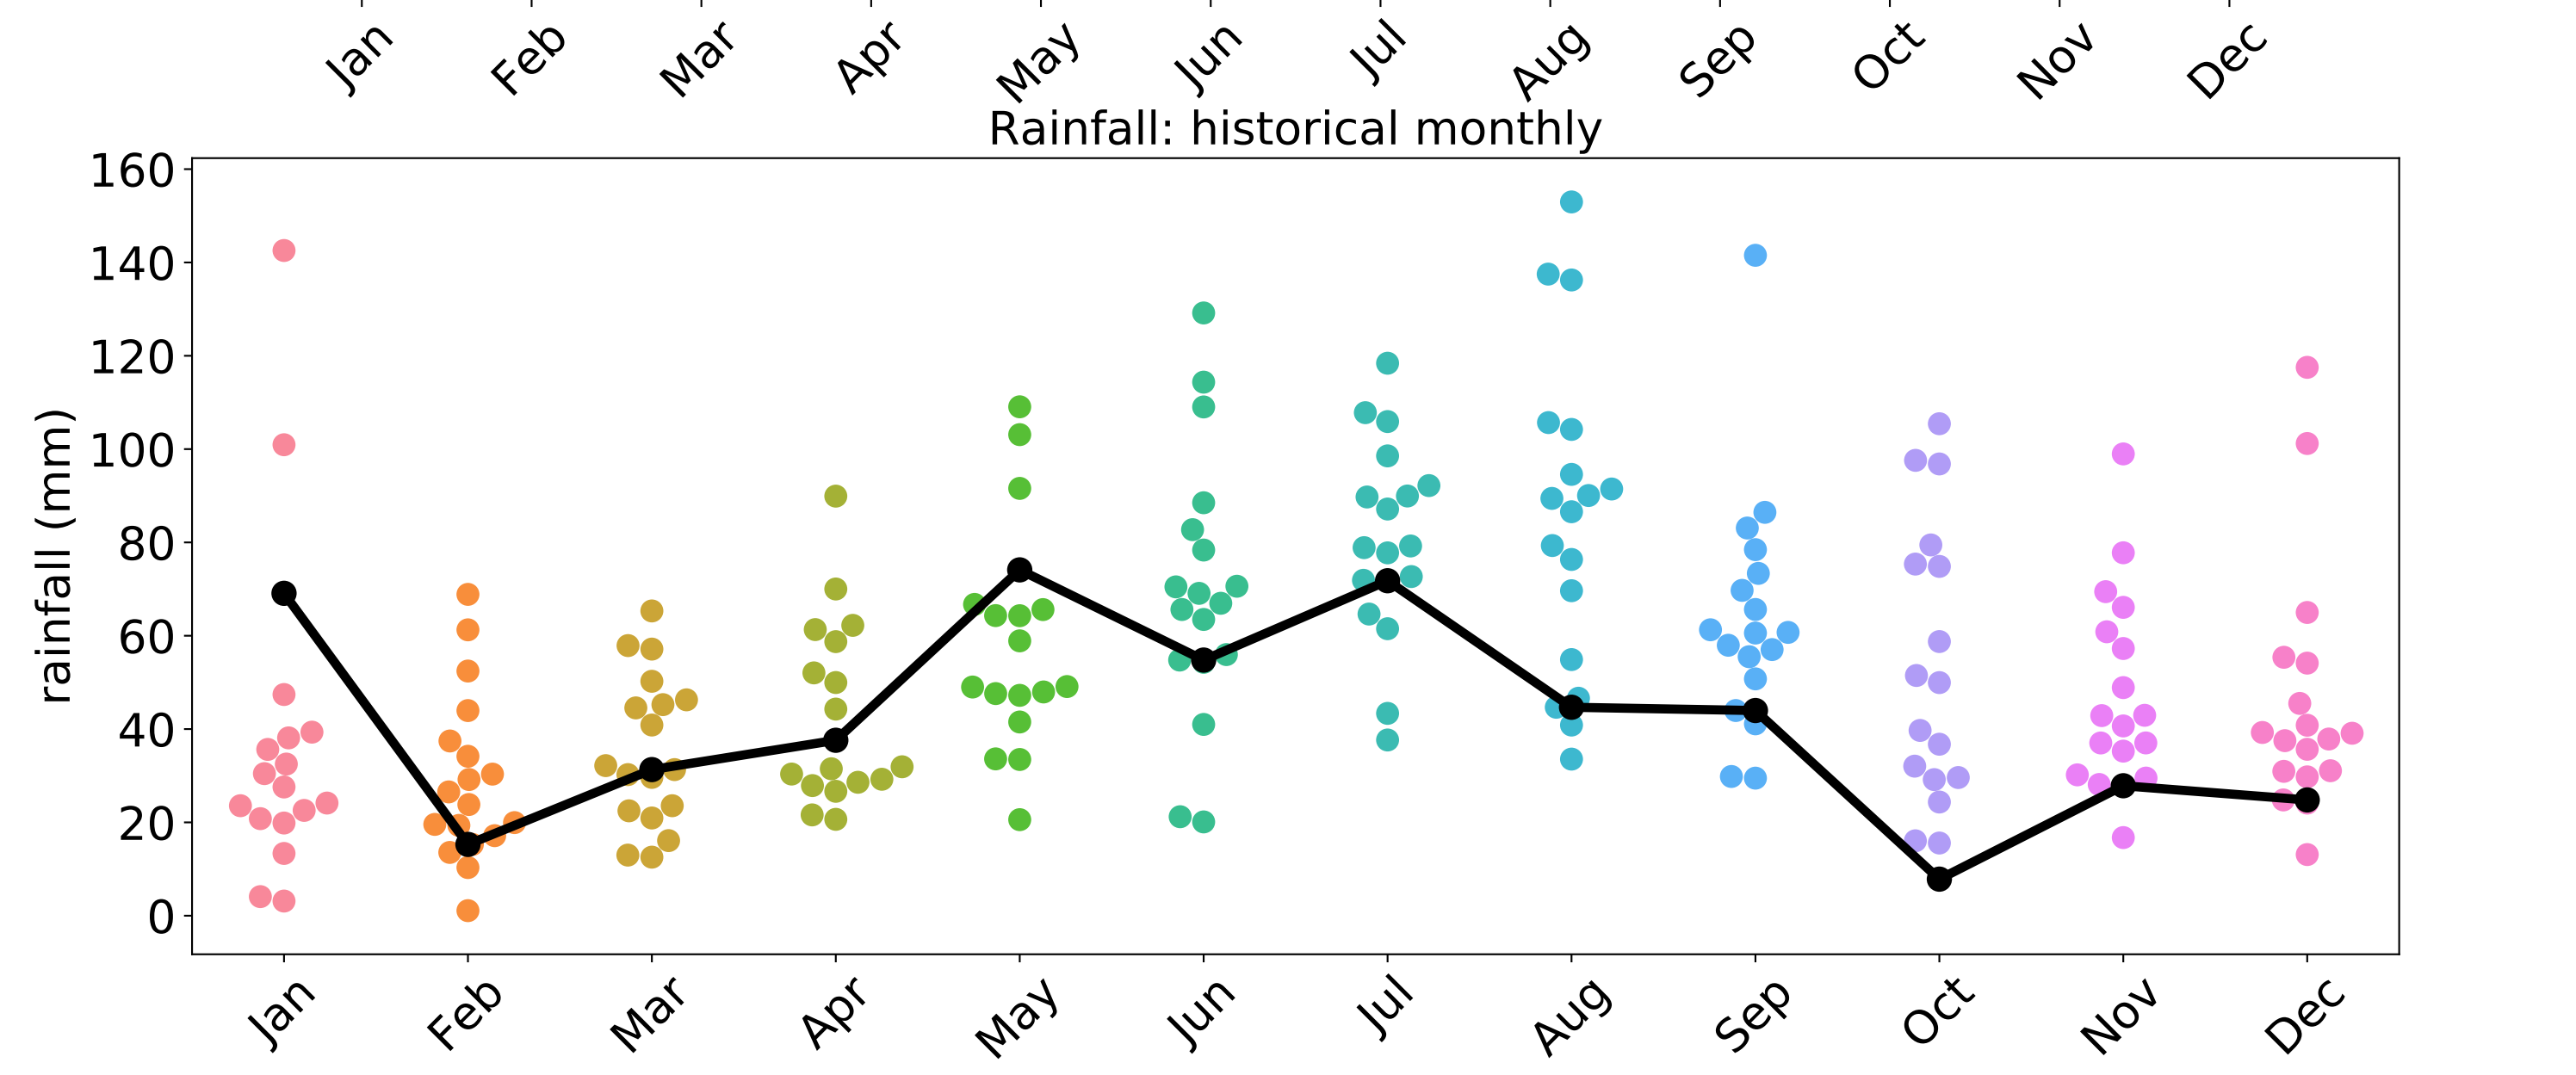 Jan Feb Mar Apr May Jun Jul Aug Sep Oct Nov Dec
Rainfall: historical monthly
rainfall (mm)
160
140
120
100
80
60
40
20
0
Jan Feb Mar Apr May Jun Jul Aug Sep Oct Nov Dec